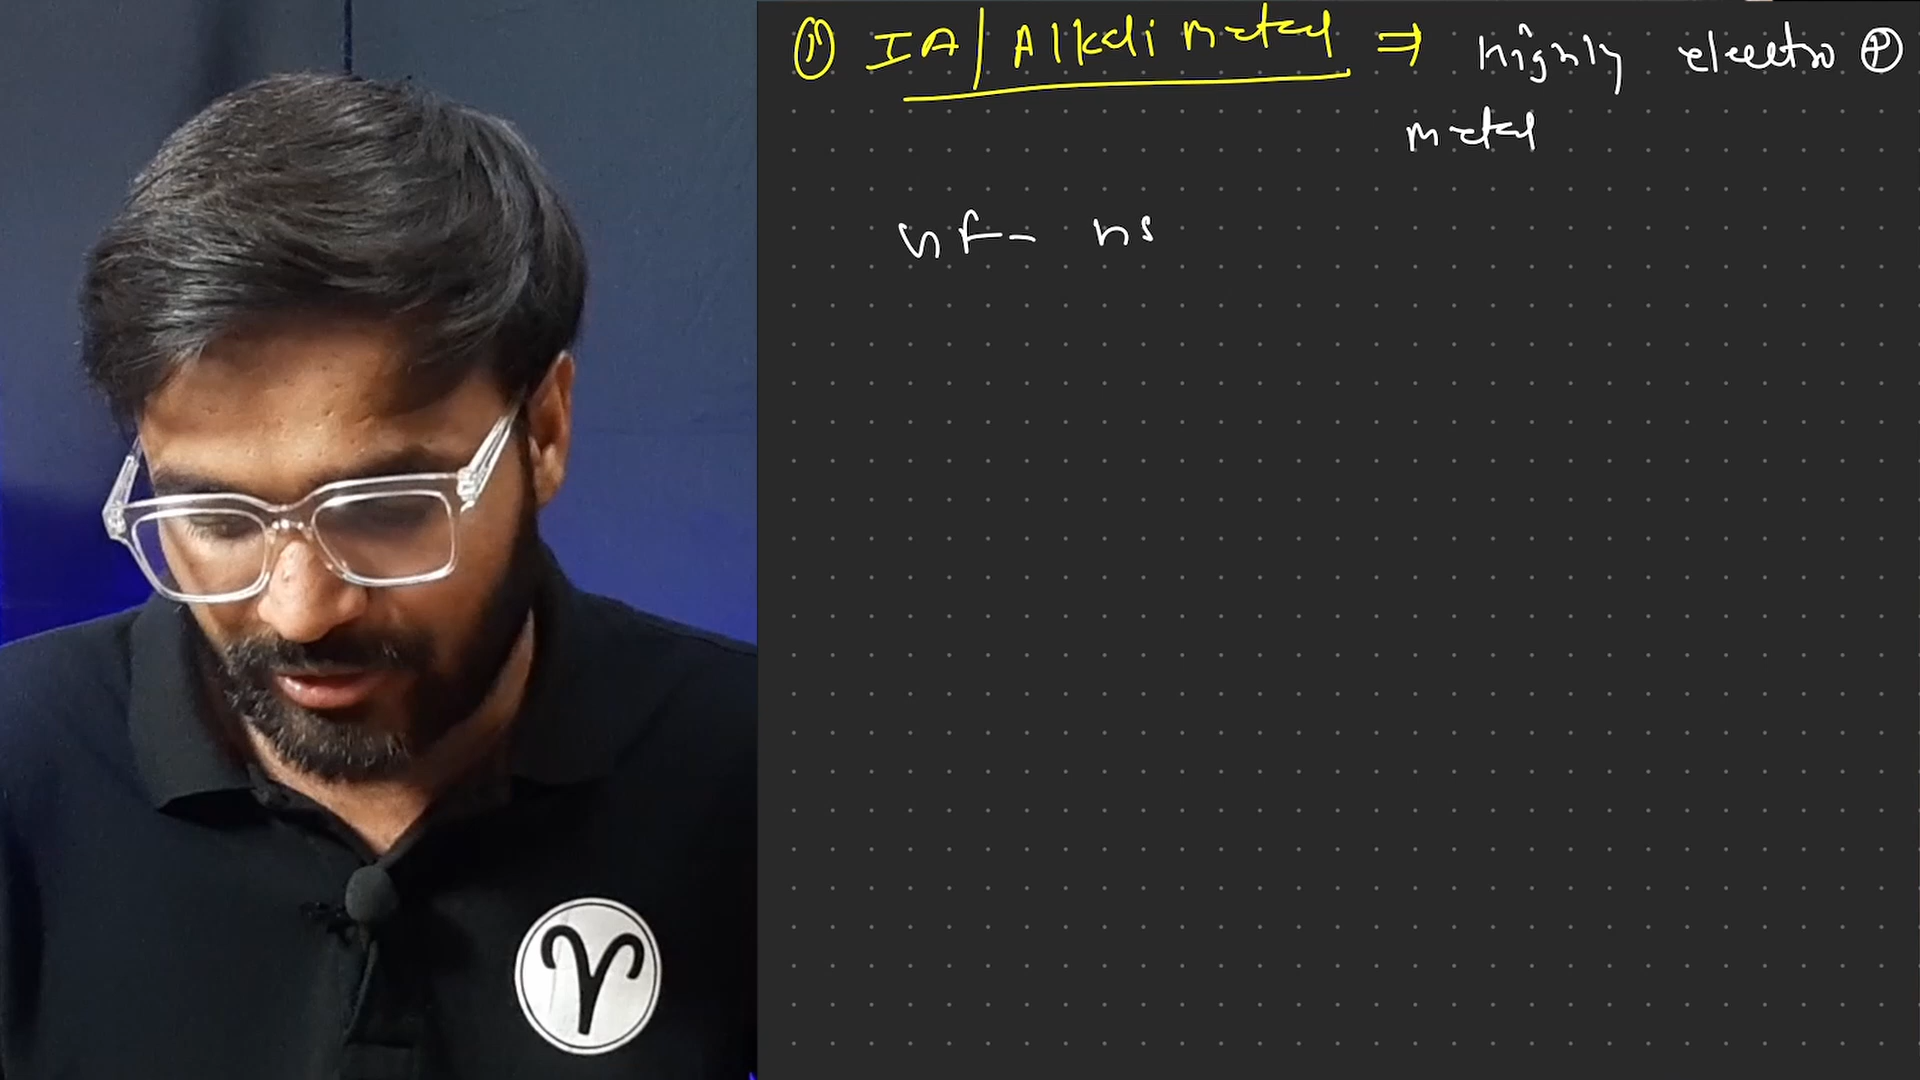 ① IA/Alkali metal ⇒ highly electro ⊕
metal
ns